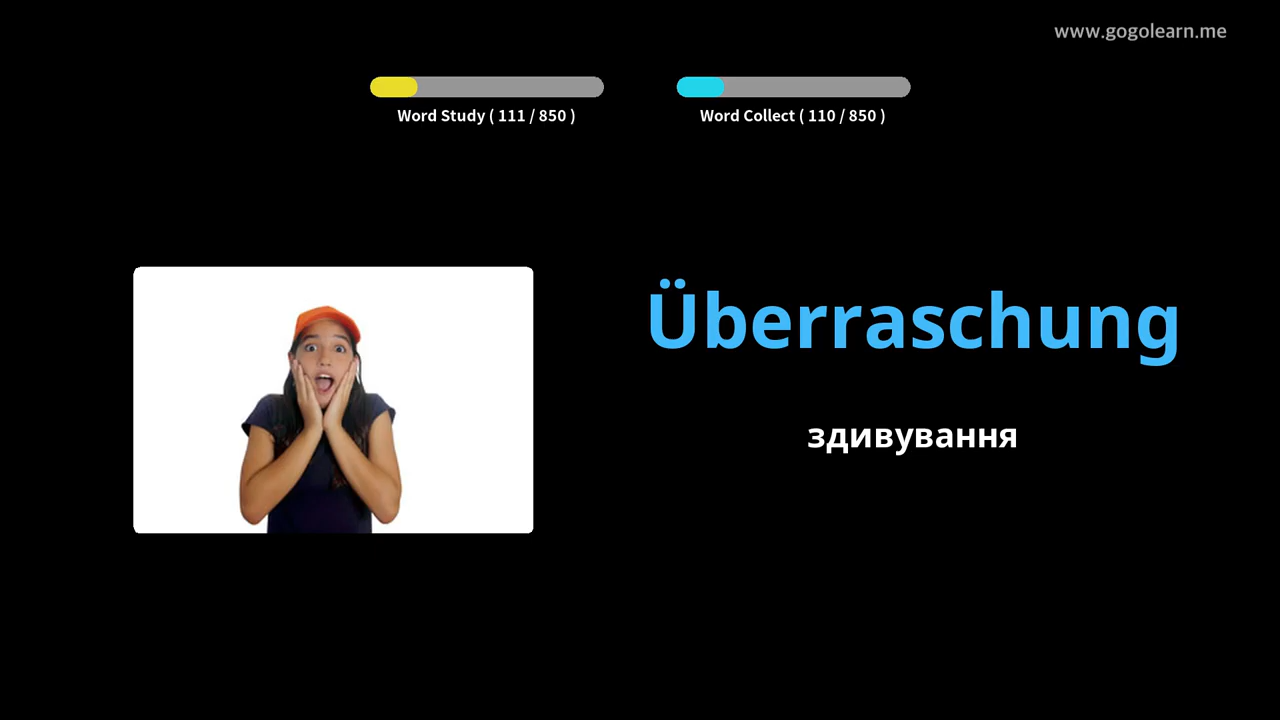 www.gogolearn.me
Word Study ( 111 / 850 )
Word Collect ( 110 / 850 )
Überraschung
здивування